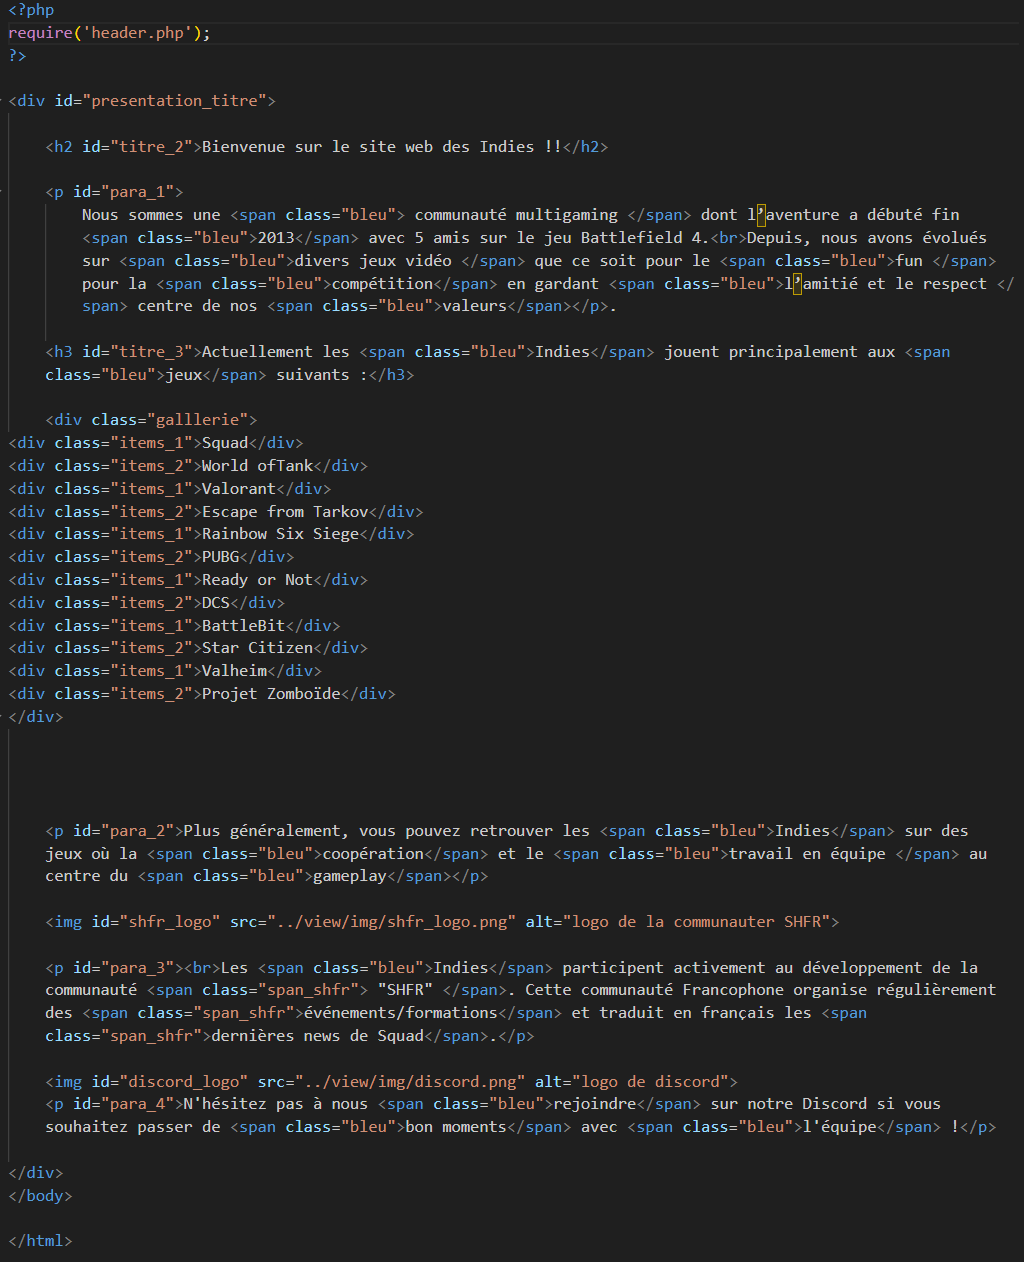 <?php
require('header.php');
?>
<div id="presentation_titre">
<h2 id="titre_2">Bienvenue sur le site web des Indies !!</h2>
<p id="para_1">
Nous sommes une <span class="bleu"> communauté multigaming </span> dont l’aventure a débuté fin
<span class="bleu">2013</span> avec 5 amis sur le jeu Battlefield 4.<br>Depuis, nous avons évolués
sur <span class="bleu">divers jeux vidéo </span> que ce soit pour le <span class="bleu">fun </span>
pour la <span class="bleu">compétition</span> en gardant <span class="bleu">l’amitié et le respect </
span> centre de nos <span class="bleu">valeurs</span></p>.
<h3 id="titre_3">Actuellement les <span class="bleu">Indies</span> jouent principalement aux <span
class="bleu">jeux</span> suivants :</h3>
<div class="galllerie">
<div class="items_1">Squad</div>
<div class="items_2">World ofTank</div>
<div class="items_1">Valorant</div>
<div class="items_2">Escape from Tarkov</div>
<div class="items_1">Rainbow Six Siege</div>
<div class="items_2">PUBG</div>
<div class="items_1">Ready or Not</div>
<div class="items_2">DCS</div>
<div class="items_1">BattleBit</div>
<div class="items_2">Star Citizen</div>
<div class="items_1">Valheim</div>
<div class="items_2">Projet Zomboïde</div>
</div>
<p id="para_2">Plus généralement, vous pouvez retrouver les <span class="bleu">Indies</span> sur des
jeux où la <span class="bleu">coopération</span> et le <span class="bleu">travail en équipe </span> au
centre du <span class="bleu">gameplay</span></p>
<img id="shfr_logo" src="../view/img/shfr_logo.png" alt="logo de la communauter SHFR">
<p id="para_3"><br>Les <span class="bleu">Indies</span> participent activement au développement de la
communauté <span class="span_shfr"> "SHFR" </span>. Cette communauté Francophone organise régulièrement
des <span class="span_shfr">événements/formations</span> et traduit en français les <span
class="span_shfr">dernières news de Squad</span>.</p>
<img id="discord_logo" src="../view/img/discord.png" alt="logo de discord">
<p id="para_4">N'hésitez pas à nous <span class="bleu">rejoindre</span> sur notre Discord si vous
souhaitez passer de <span class="bleu">bon moments</span> avec <span class="bleu">l'équipe</span> !</p>
</div>
</body>
</html>